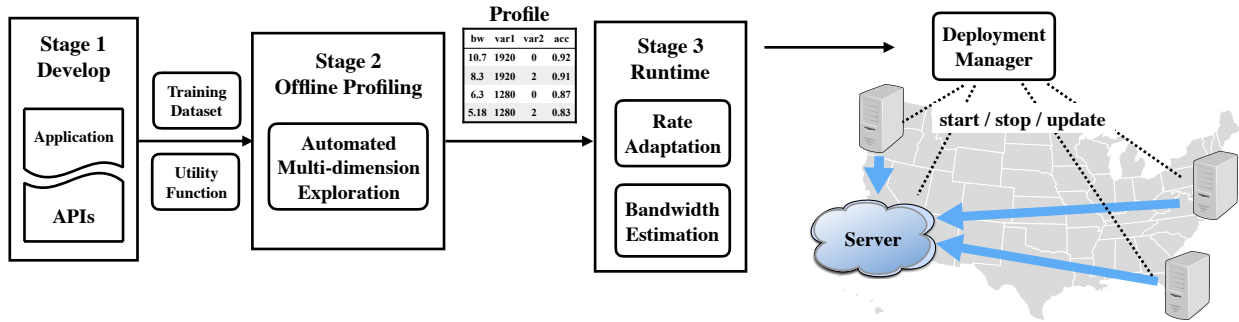 Stage 1
Develop
Application
APIs
Training
Dataset
Utility
Function
Stage 2
Offline Profiling
Automated
Multi-dimension
Exploration
Profile
bw var1 var2 acc
10.7 1920 0 0.92
8.3 1920 2 0.91
6.3 1280 0 0.87
5.18 1280 2 0.83
Stage 3
Runtime
Rate
Adaptation
Bandwidth
Estimation
Deployment
Manager
start / stop / update
Server